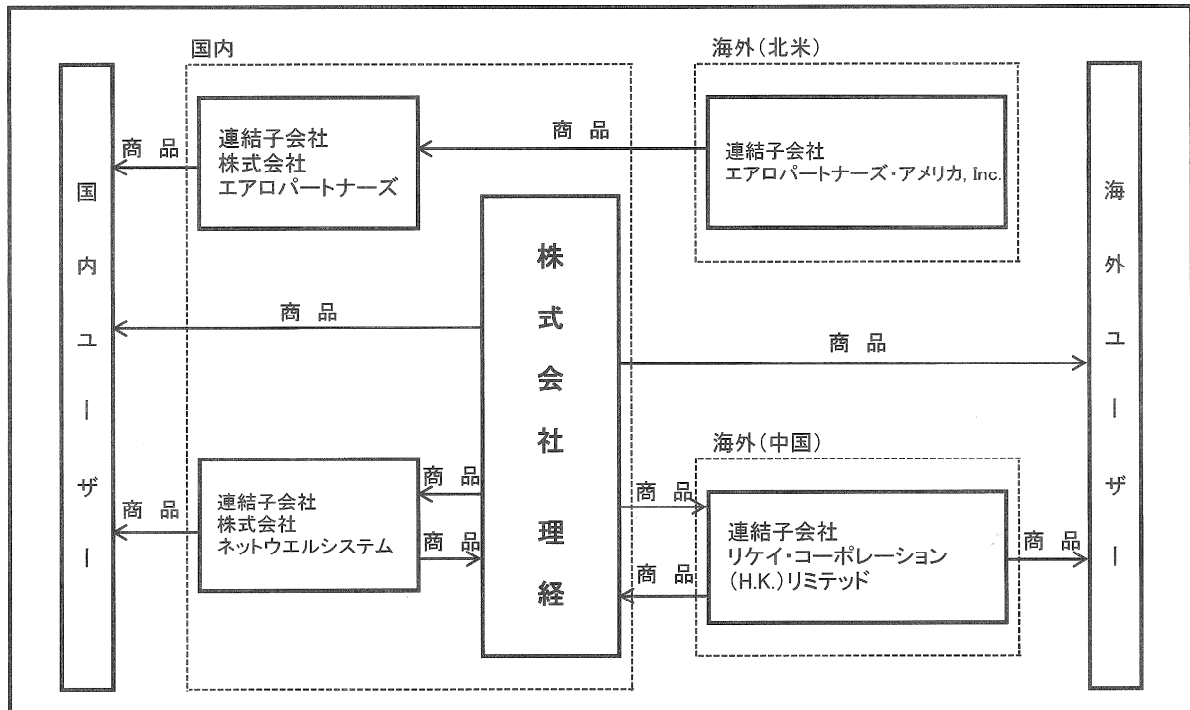 国内
海外（北米）
連結子会社
株式会社
エアロパートナーズ
商品
商品
連結子会社
エアロパートナーズ・アメリカ, Inc.
国内ユーザー
株式会社 理経
海外ユーザー
商品
商品
海外（中国）
連結子会社
株式会社
ネットウエルシステム
商品
商品
商品
商品
商品
連結子会社
リケイ・コーポレーション
（H.K.）リミテッド
商品